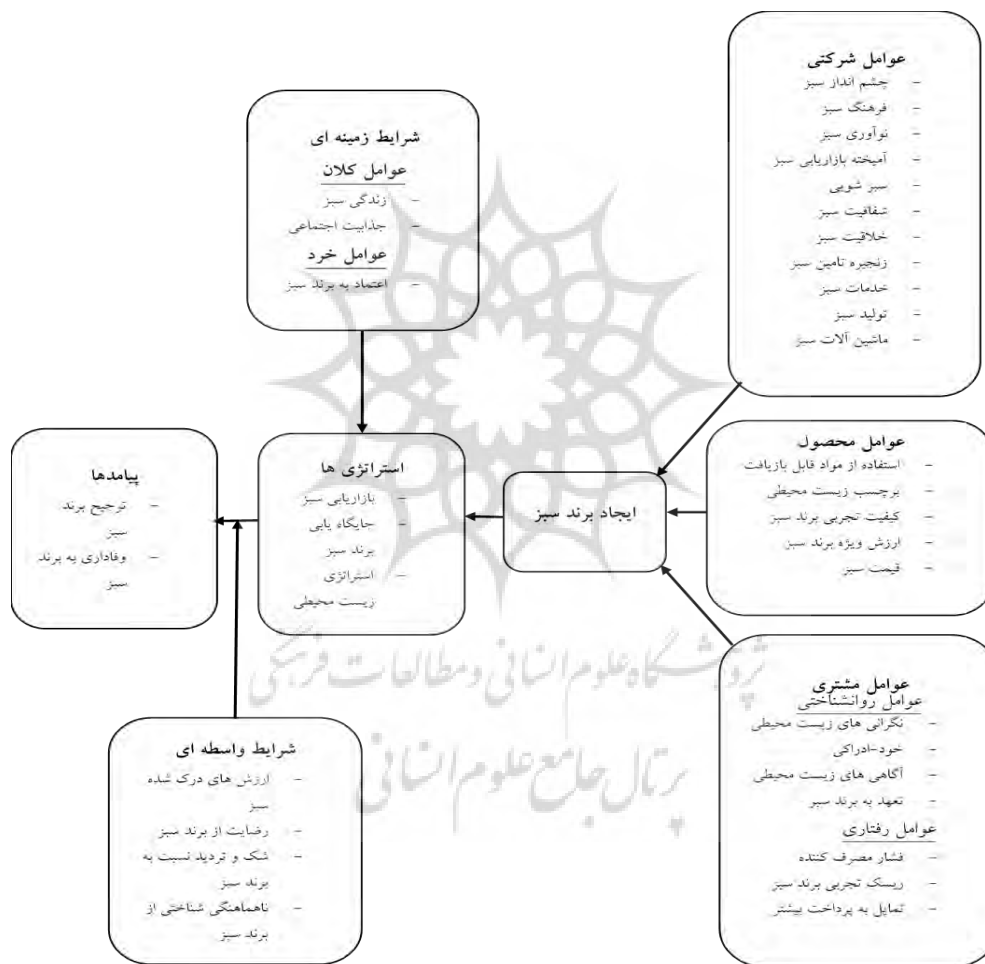 عوامل شرکتی
- چشم انداز سبز
- فرهنگ سبز
- نوآوری سبز
- آمیخته بازاریابی سبز
- سبز شویی
- شفافیت سبز
- خلاقیت سبز
- زنجیره تامین سبز
- خدمات سبز
- تولید سبز
- ماشین آلات سبز
عوامل محصول
- استفاده از مواد قابل بازیافت
- برچسب زیست محیطی
- کیفیت تجربی برند سبز
- ارزش ویژه برند سبز
- قیمت سبز
عوامل مشتری
عوامل روانشناختی
- نگرانی های زیست محیطی
- خود-ادراکی
- آگاهی های زیست محیطی
- تعهد به برند سبز
عوامل رفتاری
- فشار مصرف کننده
- ریسک تجربی برند سبز
- تمایل به پرداخت بیشتر
ایجاد برند سبز
شرایط زمینه ای
عوامل کلان
- زندگی سبز
- جذابیت اجتماعی
عوامل خرد
- اعتماد به برند سبز
استراتژی ها
- بازاریابی سبز
- جایگاه یابی
برند سبز
- استراتژی
زیست محیطی
شرایط واسطه ای
- ارزش های درک شده
سبز
- رضایت از برند سبز
- شک و تردید نسبت به
برند سبز
- ناهماهنگی شناختی از
برند سبز
پیامدها
- ترجیح برند
سبز
- وفاداری به برند
سبز
پژوهشگاه علوم انسانی و مطالعات فرهنگی
پرتال جامع علوم انسانی